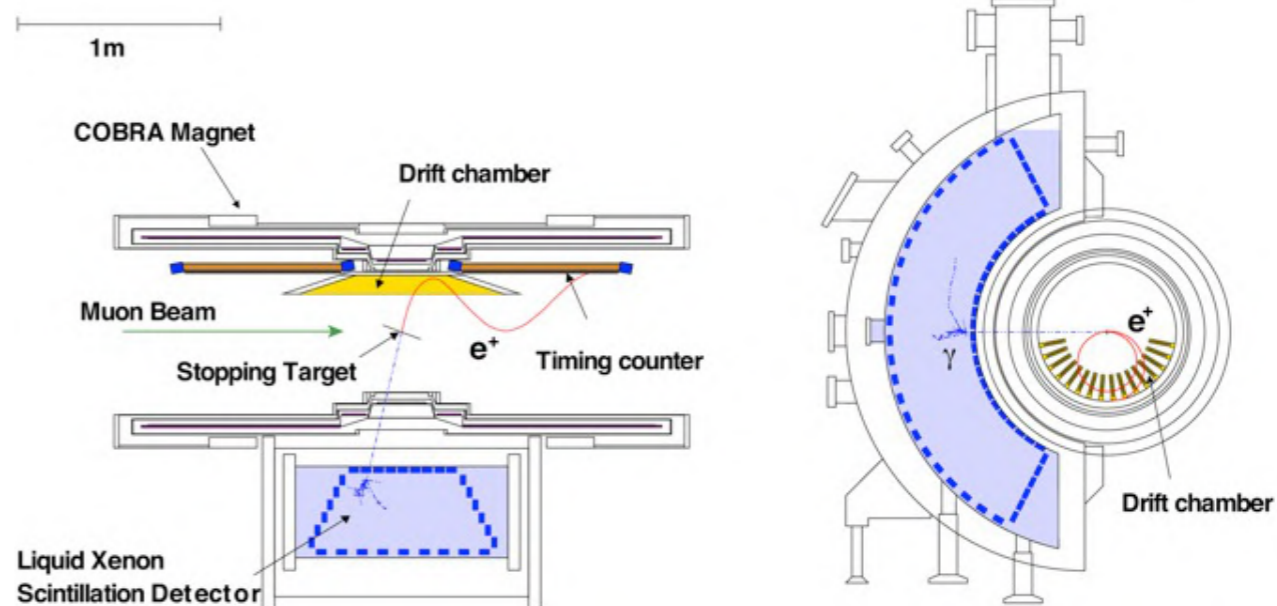 1m
COBRA Magnet
Drift chamber
Muon Beam
e+
Stopping Target
Timing counter
Liquid Xenon
Scintillation Detector
γ
e+
Drift chamber